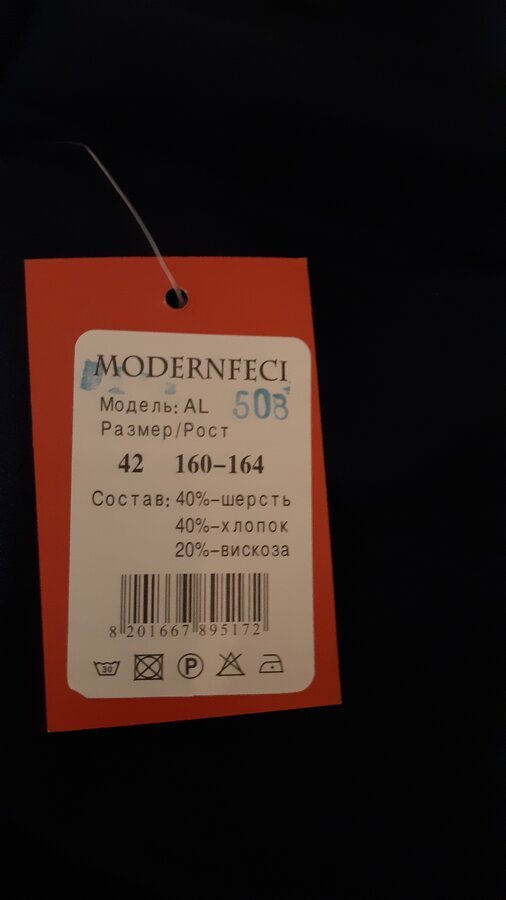 MODERNFECI
Модель: AL 508
Размер/Рост
42 160-164
Состав: 40%-шерсть
40%-хлопок
20%-вискоза
8 201667 895172
30
P